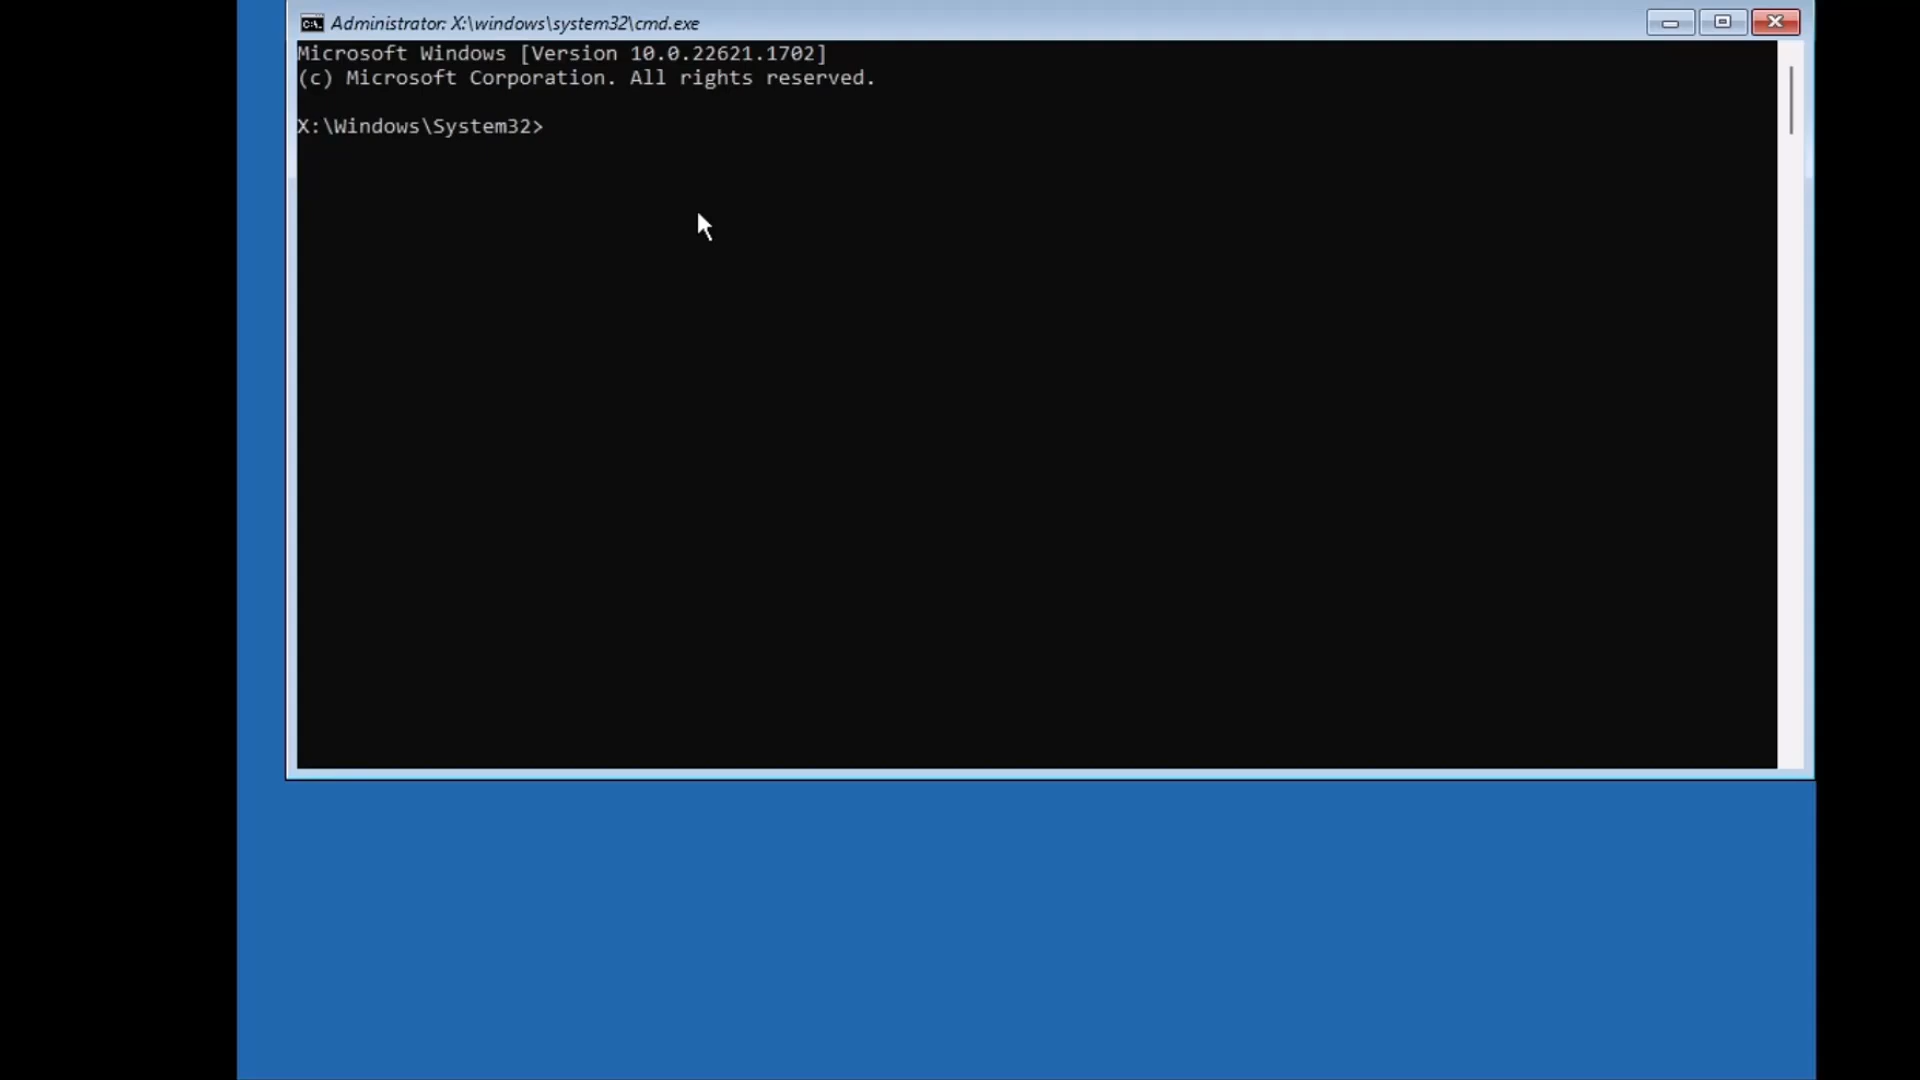 Administrator: X:\windows\system32\cmd.exe
Microsoft Windows [Version 10.0.22621.1702]
(c) Microsoft Corporation. All rights reserved.
X:\Windows\System32>